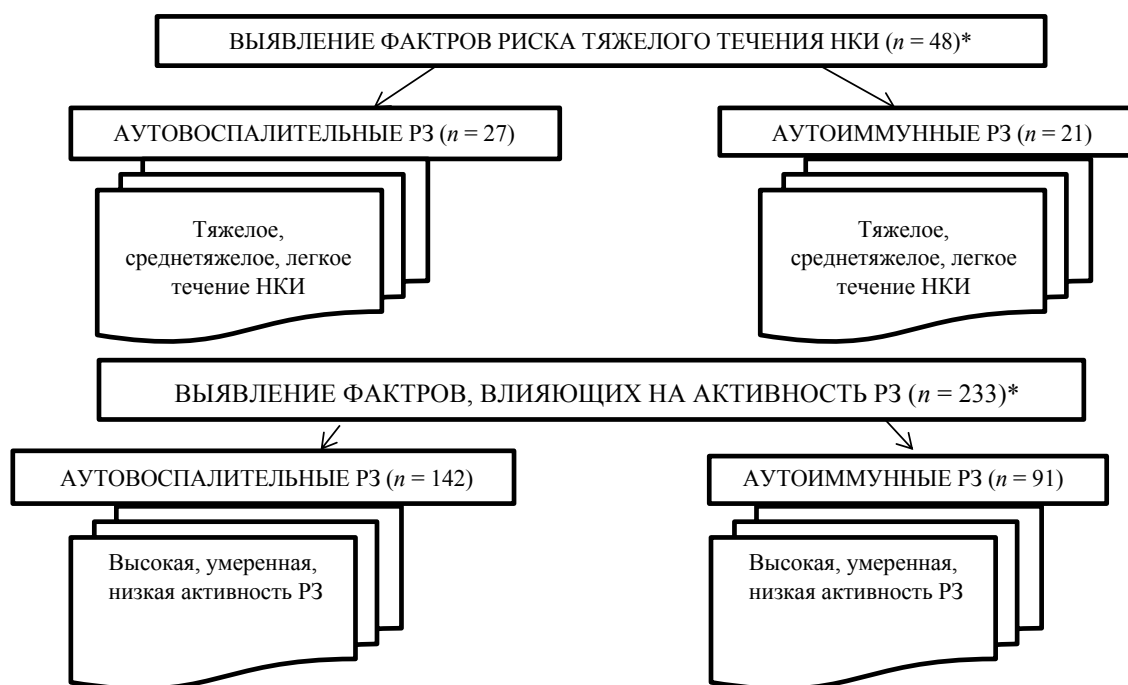 ВЫЯВЛЕНИЕ ФАКТРОВ РИСКА ТЯЖЕЛОГО ТЕЧЕНИЯ НКИ (n = 48)*
АУТОВОСПАЛИТЕЛЬНЫЕ РЗ (n = 27)
АУТОИММУННЫЕ РЗ (n = 21)
Тяжелое,
среднетяжелое, легкое
течение НКИ
Тяжелое,
среднетяжелое, легкое
течение НКИ
ВЫЯВЛЕНИЕ ФАКТРОВ, ВЛИЯЮЩИХ НА АКТИВНОСТЬ РЗ (n = 233)*
АУТОВОСПАЛИТЕЛЬНЫЕ РЗ (n = 142)
АУТОИММУННЫЕ РЗ (n = 91)
Высокая, умеренная,
низкая активность РЗ
Высокая, умеренная,
низкая активность РЗ